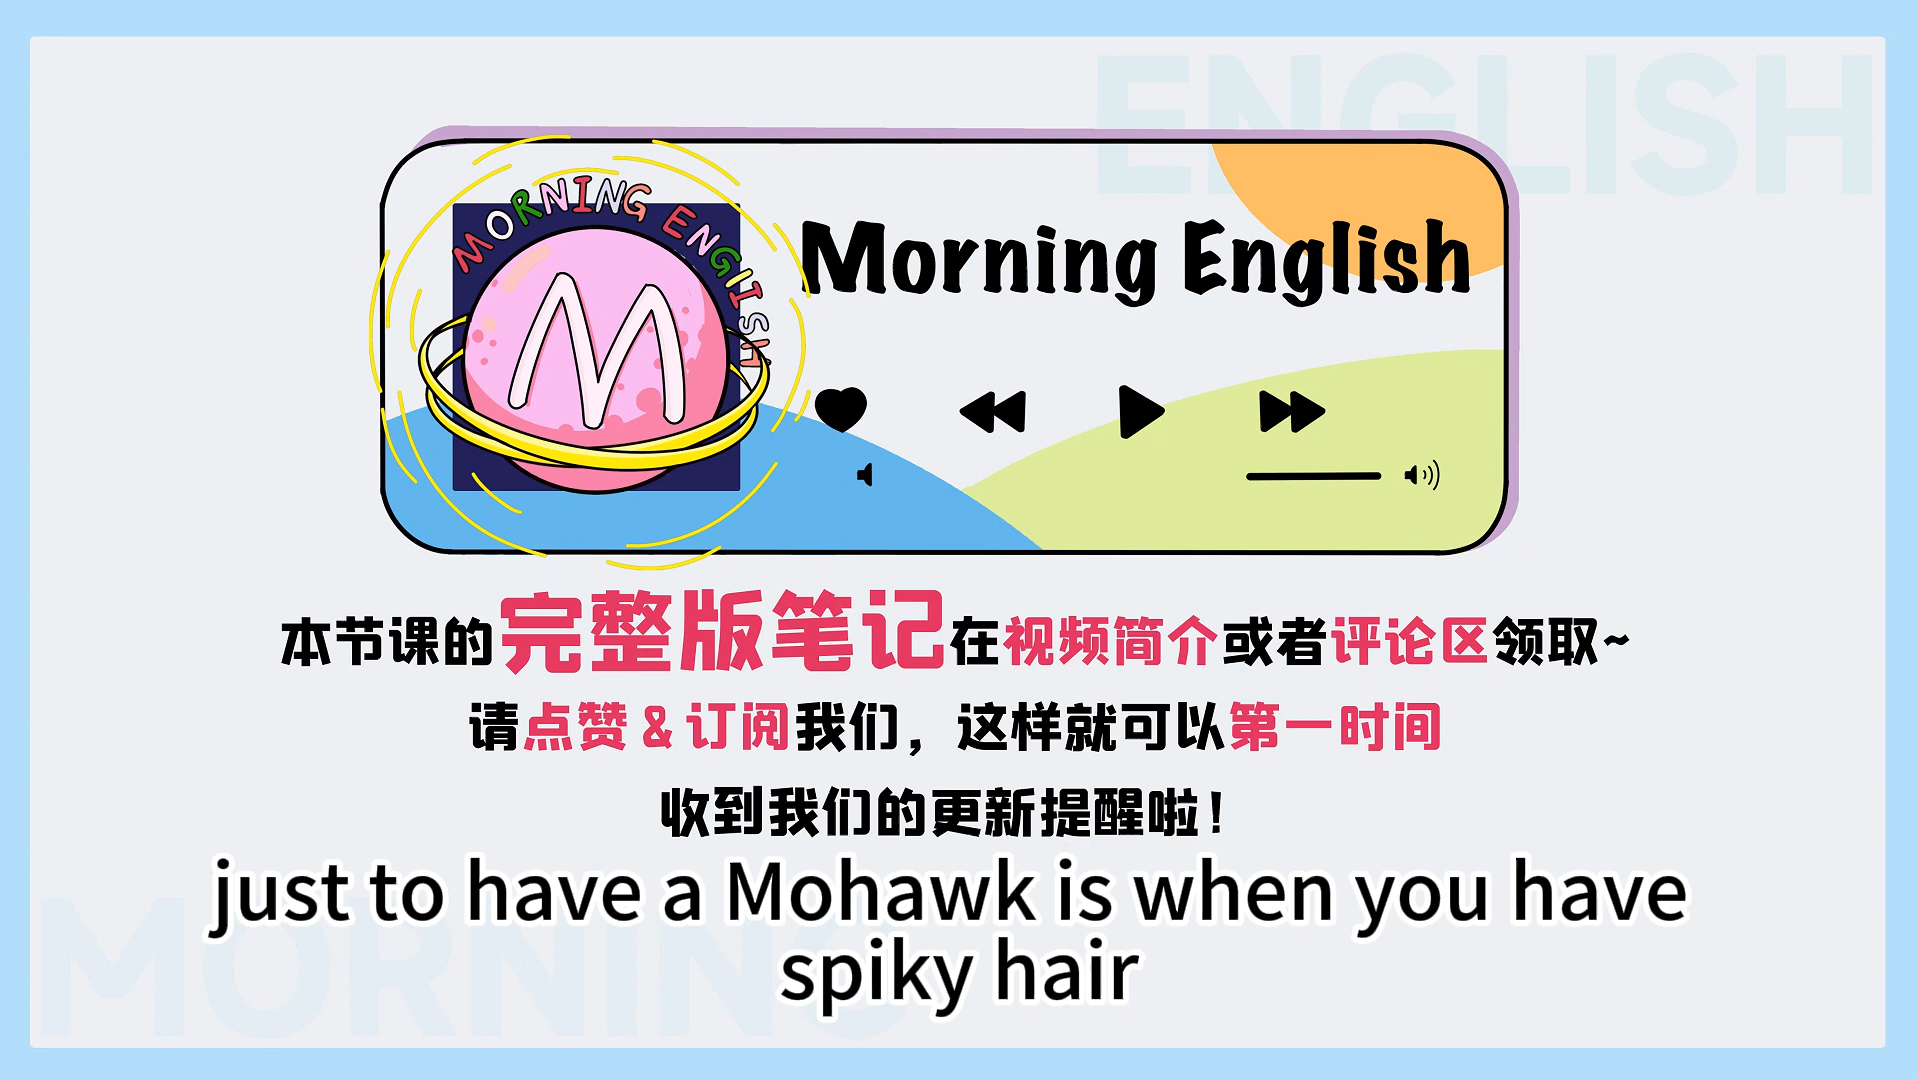 ENGLISH
MORNING ENGLISH
M
Morning English
本节课的完整版笔记在视频简介或者评论区领取~
请点赞&订阅我们，这样就可以第一时间
收到我们的更新提醒啦！
MORNING
just to have a Mohawk is when you have
spiky hair